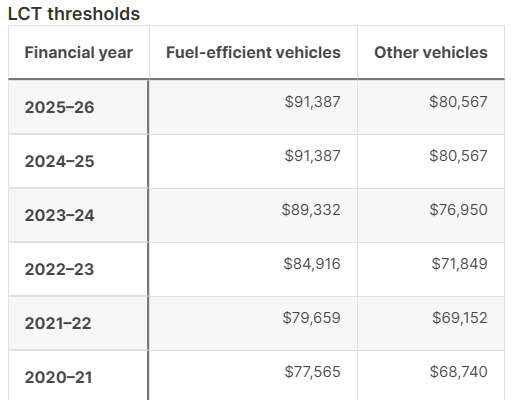 LCT thresholds
Financial year Fuel-efficient vehicles Other vehicles
2025–26 $91,387 $80,567
2024–25 $91,387 $80,567
2023–24 $89,332 $76,950
2022–23 $84,916 $71,849
2021–22 $79,659 $69,152
2020–21 $77,565 $68,740